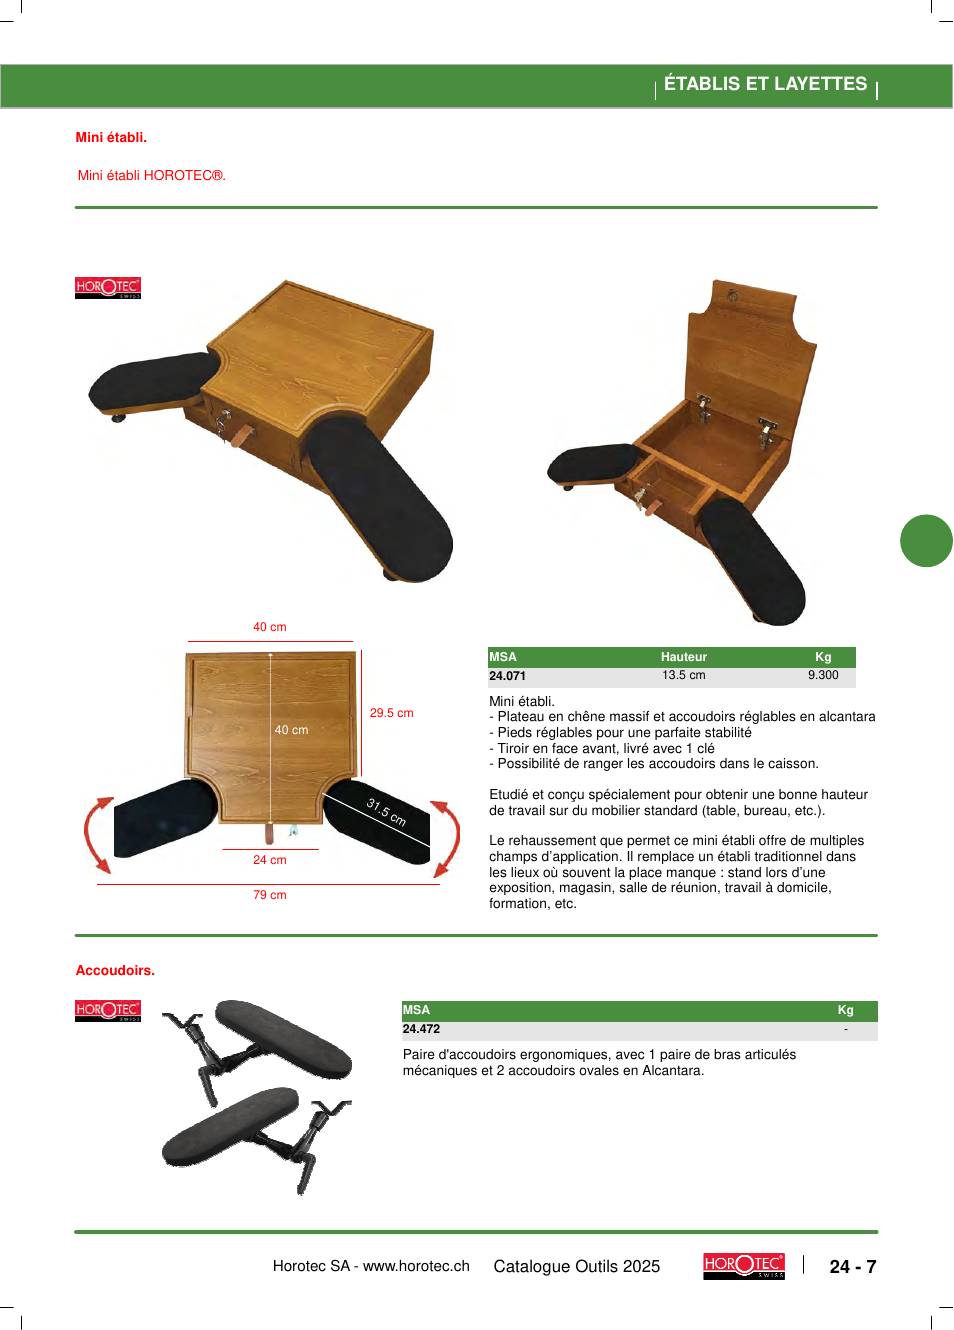 ÉTABLIS ET LAYETTES
Mini établi.
Mini établi HOROTEC®.
HOROTEC®
SWISS
40 cm
29.5 cm
40 cm
31.5 cm
24 cm
79 cm
MSA Hauteur Kg
24.071 13.5 cm 9.300
Mini établi.
- Plateau en chêne massif et accoudoirs réglables en alcantara
- Pieds réglables pour une parfaite stabilité
- Tiroir en face avant, livré avec 1 clé
- Possibilité de ranger les accoudoirs dans le caisson.
Etudié et conçu spécialement pour obtenir une bonne hauteur
de travail sur du mobilier standard (table, bureau, etc.).
Le rehaussement que permet ce mini établi offre de multiples
champs d’application. Il remplace un établi traditionnel dans
les lieux où souvent la place manque : stand lors d’une
exposition, magasin, salle de réunion, travail à domicile,
formation, etc.
Accoudoirs.
HOROTEC®
SWISS
MSA Kg
24.472 -
Paire d'accoudoirs ergonomiques, avec 1 paire de bras articulés
mécaniques et 2 accoudoirs ovales en Alcantara.
Horotec SA - www.horotec.ch Catalogue Outils 2025
HOROTEC®
SWISS
24 - 7